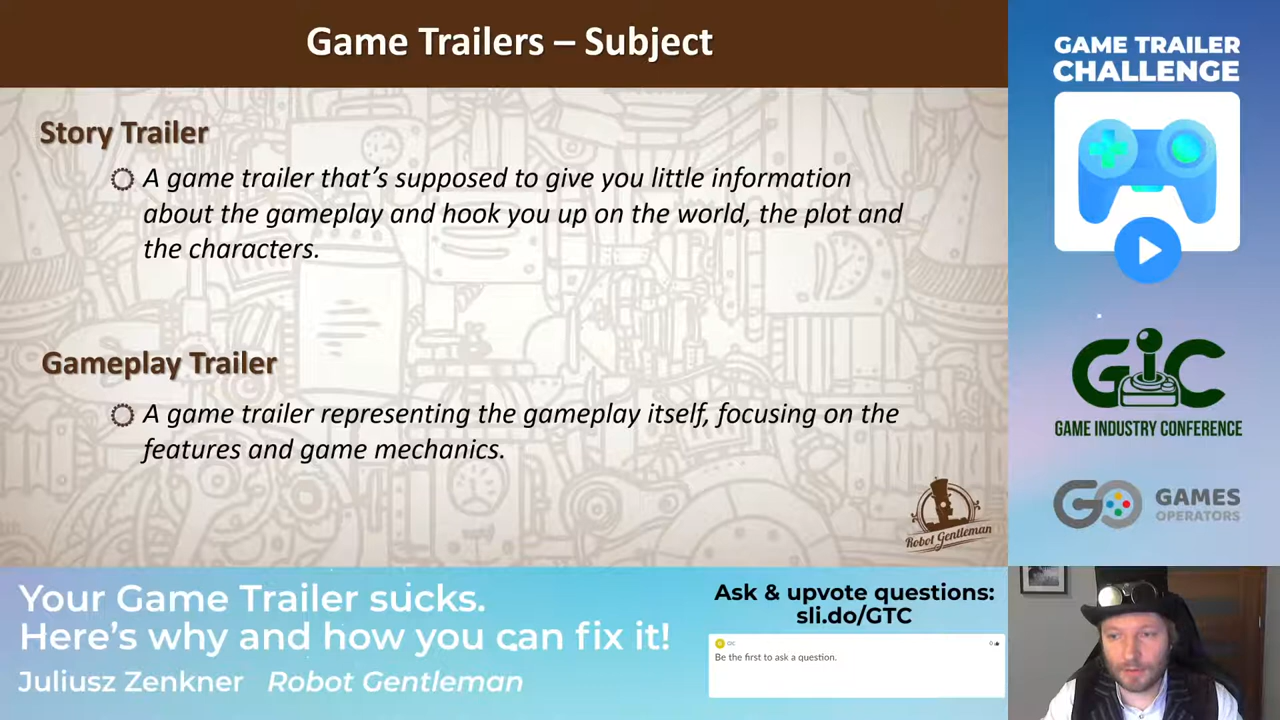 Game Trailers – Subject
Story Trailer
A game trailer that's supposed to give you little information
about the gameplay and hook you up on the world, the plot and
the characters.
Gameplay Trailer
A game trailer representing the gameplay itself, focusing on the
features and game mechanics.
Robot Gentleman
GAME TRAILER
CHALLENGE
GIC
GAME INDUSTRY CONFERENCE
GO GAMES
OPERATORS
Your Game Trailer sucks.
Here's why and how you can fix it!
Juliusz Zenkner Robot Gentleman
Ask & upvote questions:
sli.do/GTC
GIC 0
Be the first to ask a question.